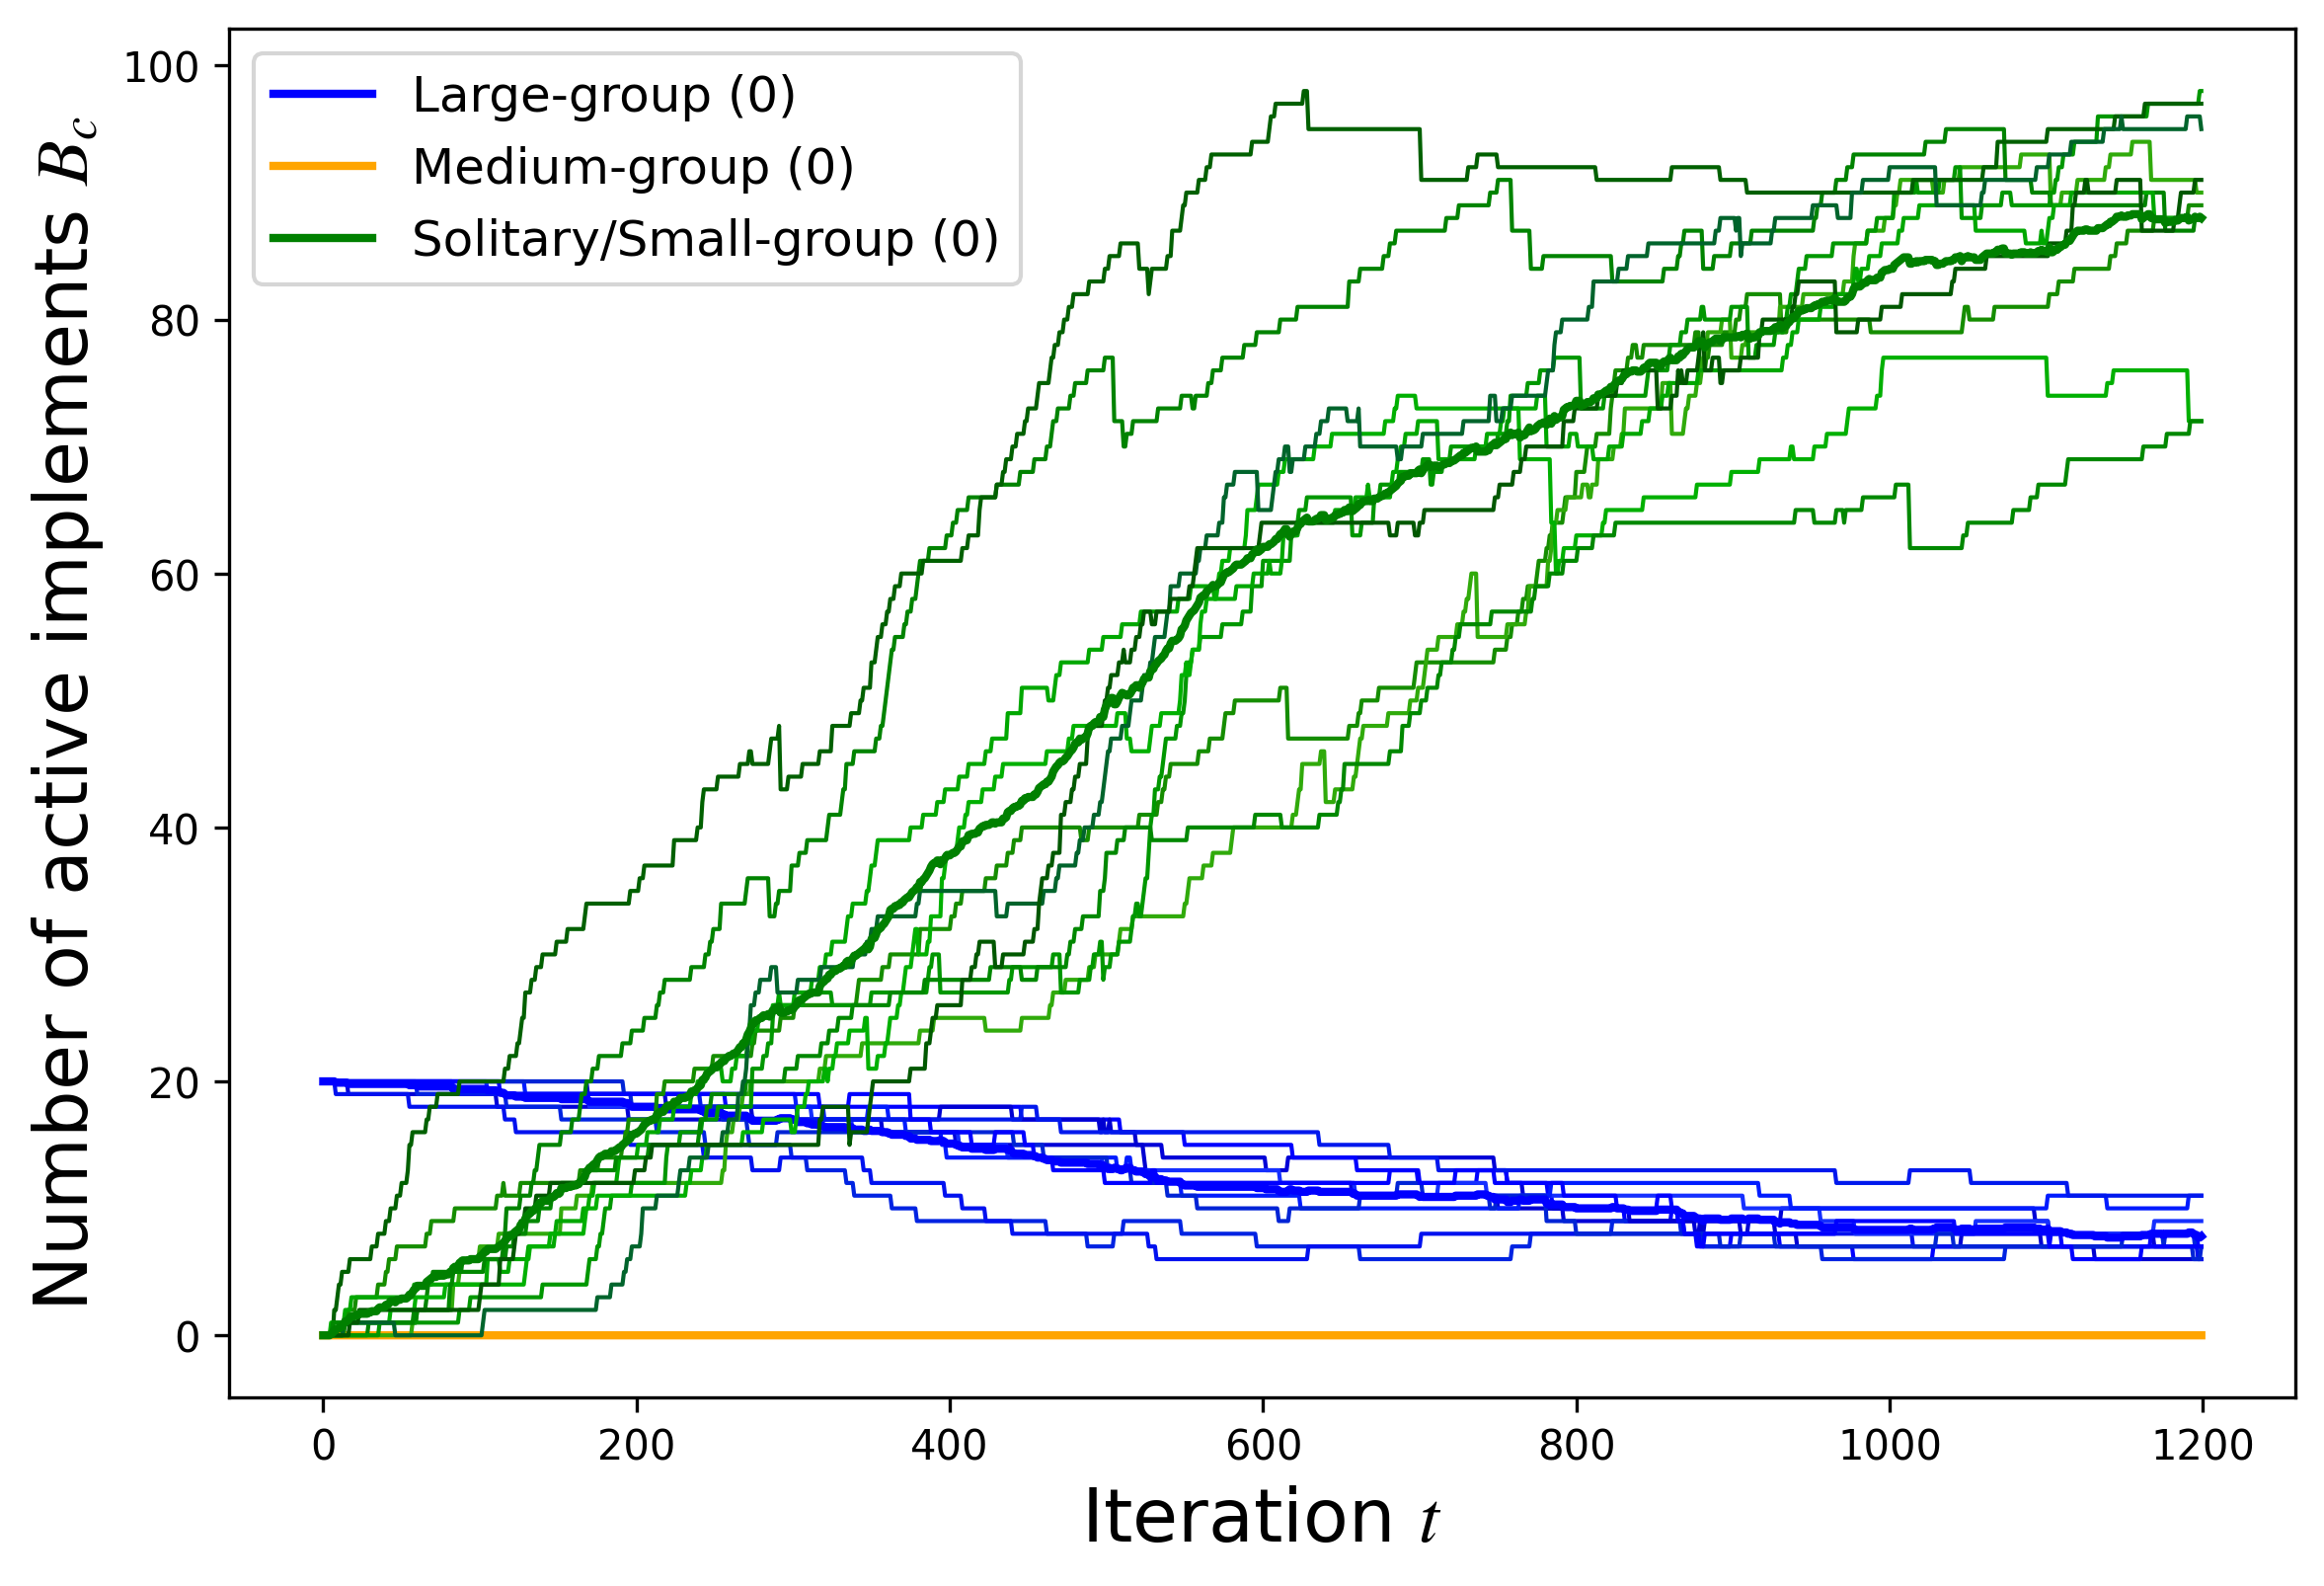 Number of active implements B_c
100
80
60
40
20
0
Large-group (0)
Medium-group (0)
Solitary/Small-group (0)
0 200 400 600 800 1000 1200
Iteration t